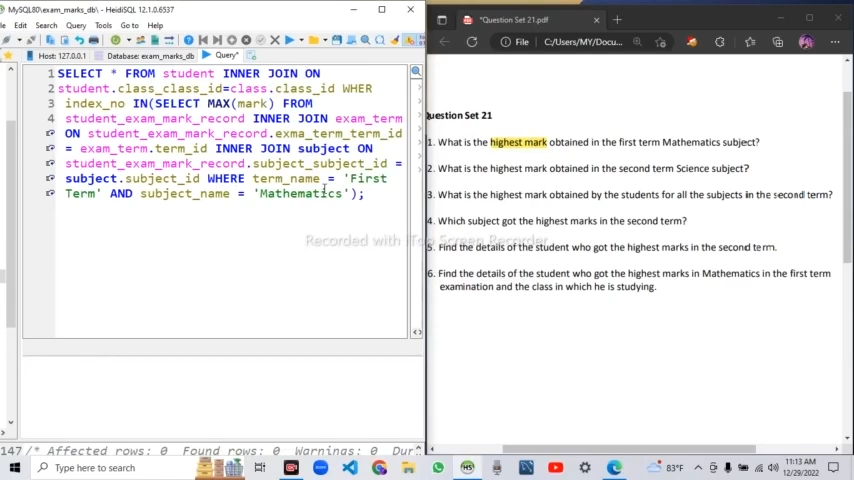 MySQL80\exam_marks_db\ - HeidiSQL 12.1.0.6537
Edit Search Query Tools Go to Help
Host: 127.0.0.1 Database: exam_marks_db Query*
1 SELECT * FROM student INNER JOIN ON
2 student.class_class_id=class.class_id WHER
3 index_no IN(SELECT MAX(mark) FROM
4 student_exam_mark_record INNER JOIN exam_term
ON student_exam_mark_record.exma_term_term_id
= exam_term.term_id INNER JOIN subject ON
student_exam_mark_record.subject_subject_id =
subject.subject_id WHERE term_name = 'First
Term' AND subject_name = 'Mathematics');
147 /* Affected rows: 0 Found rows: 0 Warnings: 0 Dur
*Question Set 21.pdf
File C:/Users/MY/Docu...
Question Set 21
1. What is the highest mark obtained in the first term Mathematics subject?
2. What is the highest mark obtained in the second term Science subject?
3. What is the highest mark obtained by the students for all the subjects in the second term?
4. Which subject got the highest marks in the second term?
5. Find the details of the student who got the highest marks in the second term.
6. Find the details of the student who got the highest marks in Mathematics in the first term
examination and the class in which he is studying.
Recorded with iTop Screen Recorder
Type here to search
83°F
11:13 AM
12/29/2022